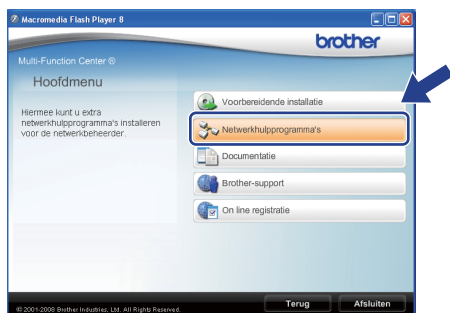 Macromedia Flash Player 8
brother
Multi-Function Center ®
Hoofdmenu
Hiermee kunt u extra
netwerkhulpprogramma's installeren
voor de netwerkbeheerder.
Voorbereidende installatie
Netwerkhulpprogramma's
Documentatie
Brother-support
On line registratie
© 2001-2008 Brother Industries, Ltd. All Rights Reserved.
Terug
Afsluiten